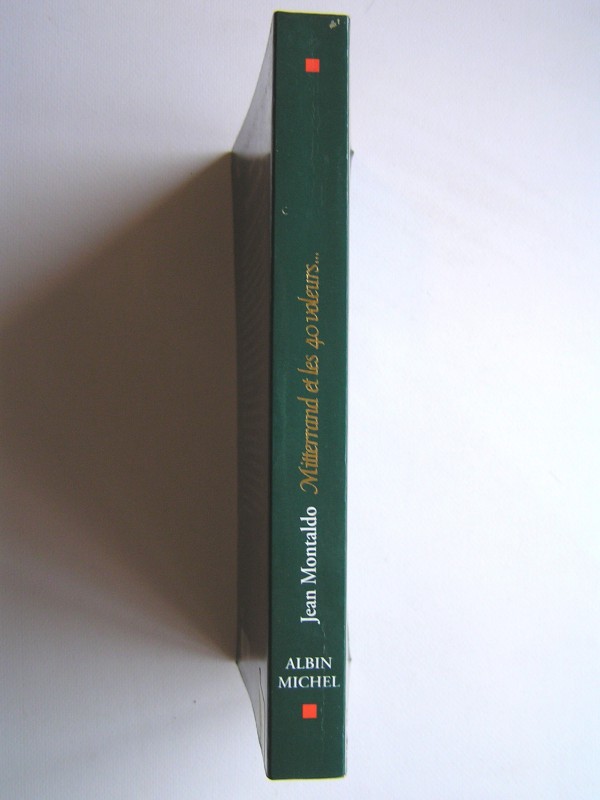 Jean Montaldo Mitterrand et les 40 voleurs...
ALBIN
MICHEL